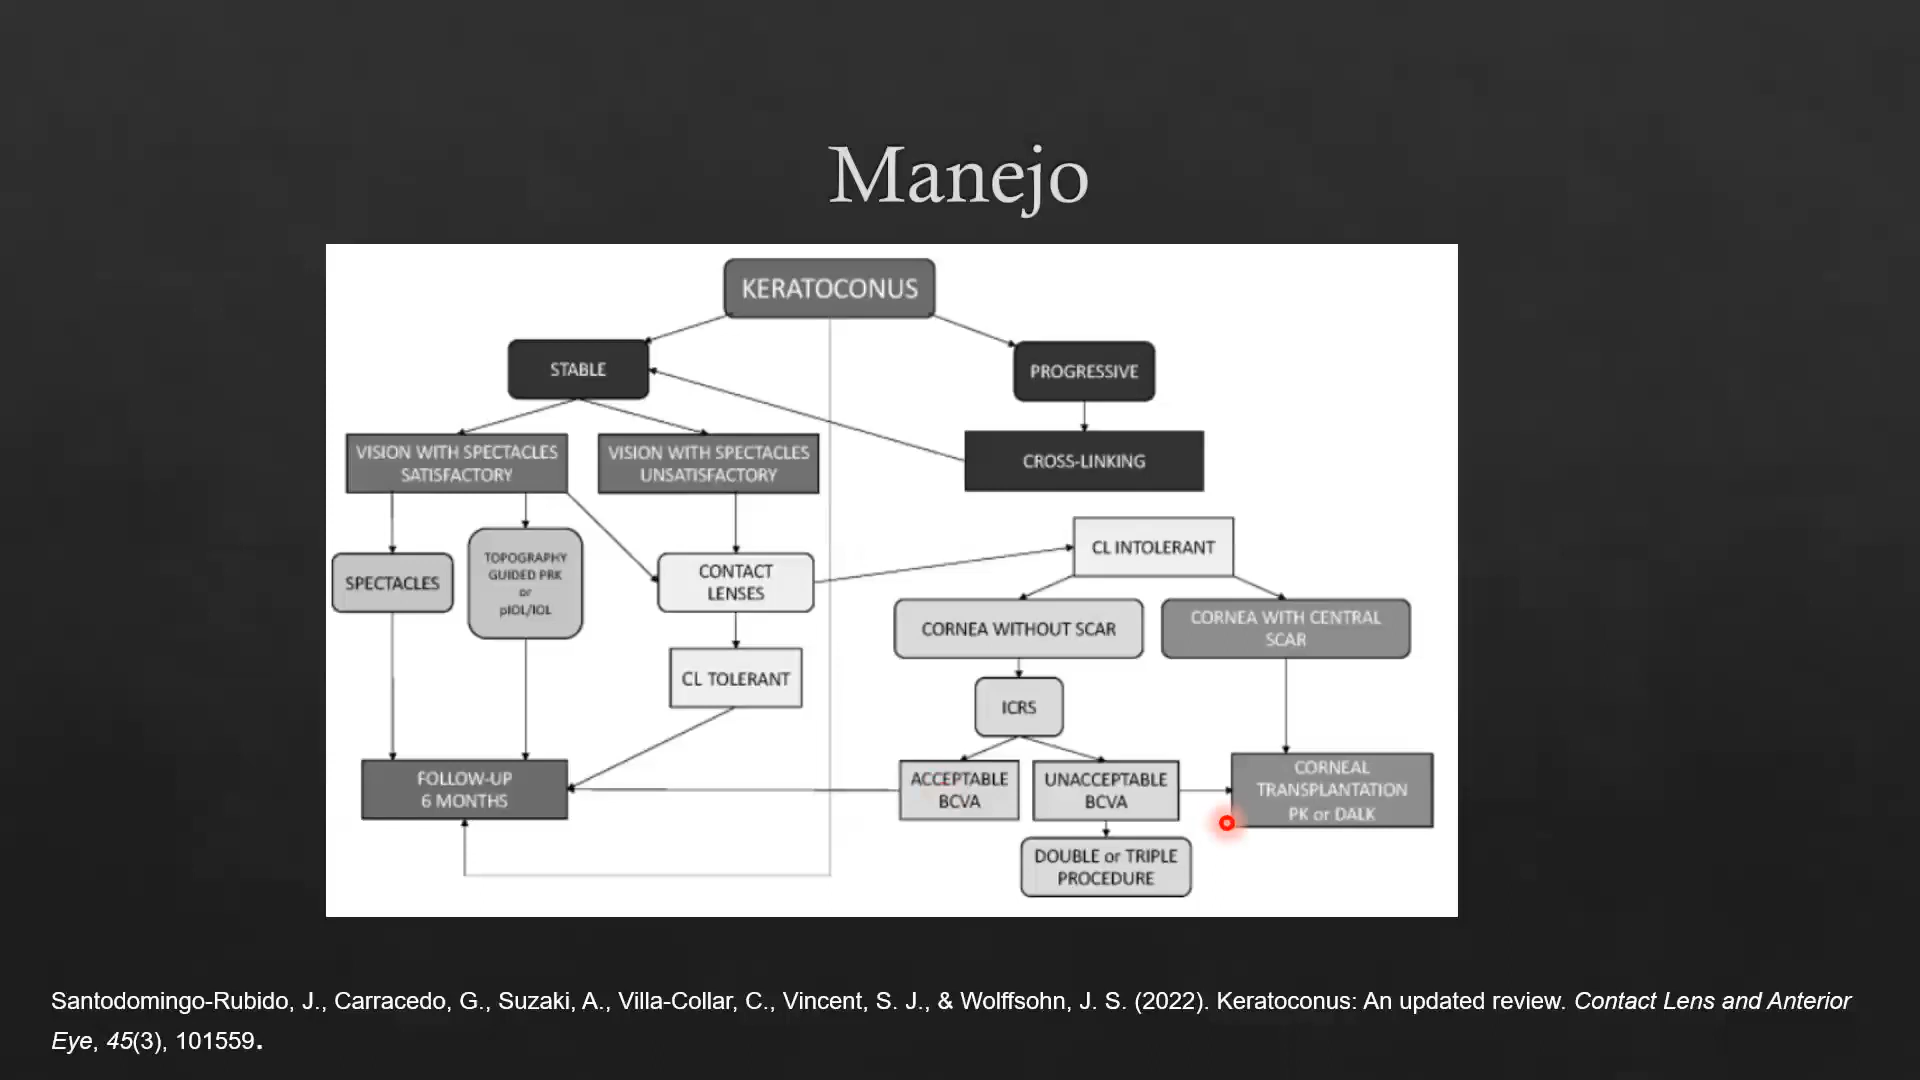 Manejo
KERATOCONUS
STABLE
PROGRESSIVE
VISION WITH SPECTACLES
SATISFACTORY
VISION WITH SPECTACLES
UNSATISFACTORY
CROSS-LINKING
SPECTACLES
TOPOGRAPHY
GUIDED PRK
or
pIOL/IOL
CONTACT
LENSES
CL INTOLERANT
CORNEA WITHOUT SCAR
CORNEA WITH CENTRAL
SCAR
CL TOLERANT
ICRS
FOLLOW-UP
6 MONTHS
ACCEPTABLE
BCVA
UNACCEPTABLE
BCVA
CORNEAL
TRANSPLANTATION
PK or DALK
DOUBLE or TRIPLE
PROCEDURE
Santodomingo-Rubido, J., Carracedo, G., Suzaki, A., Villa-Collar, C., Vincent, S. J., & Wolffsohn, J. S. (2022). Keratoconus: An updated review. Contact Lens and Anterior
Eye, 45(3), 101559.